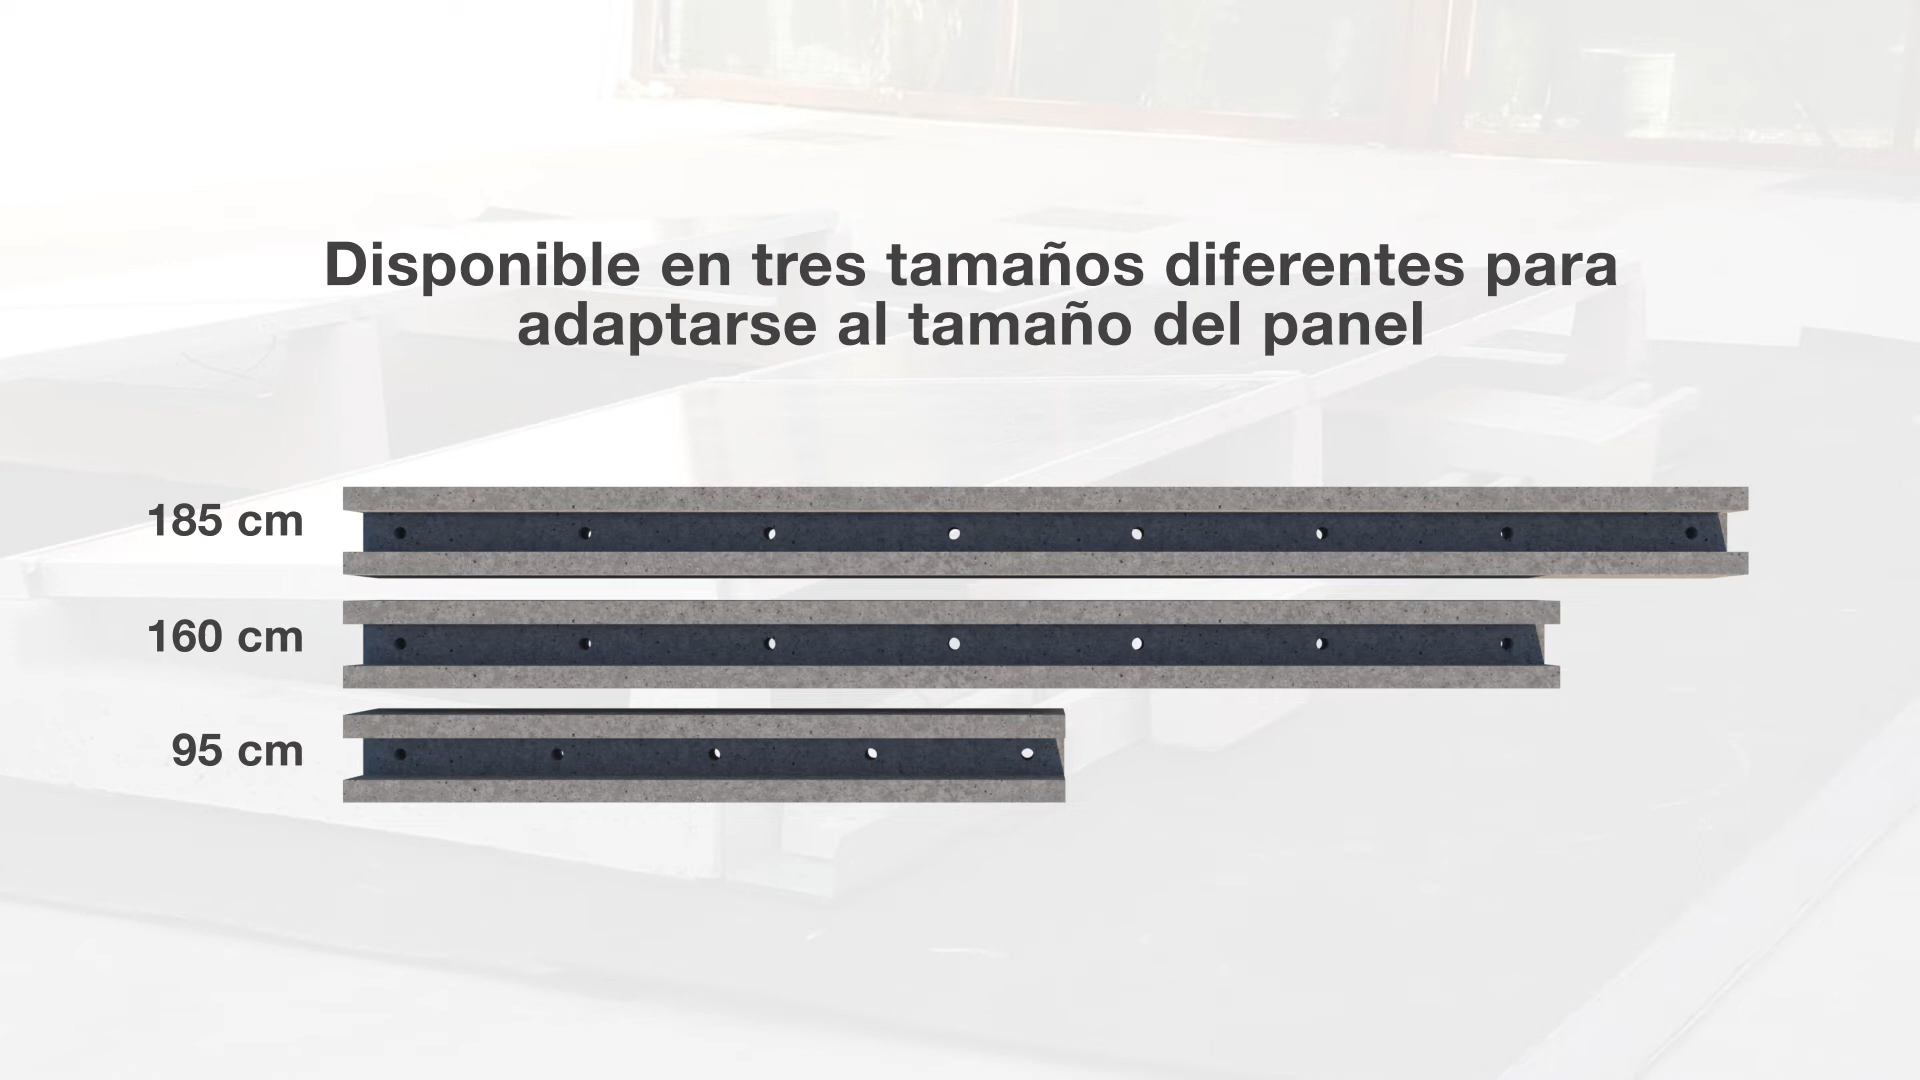 Disponible en tres tamaños diferentes para
adaptarse al tamaño del panel
185 cm
160 cm
95 cm